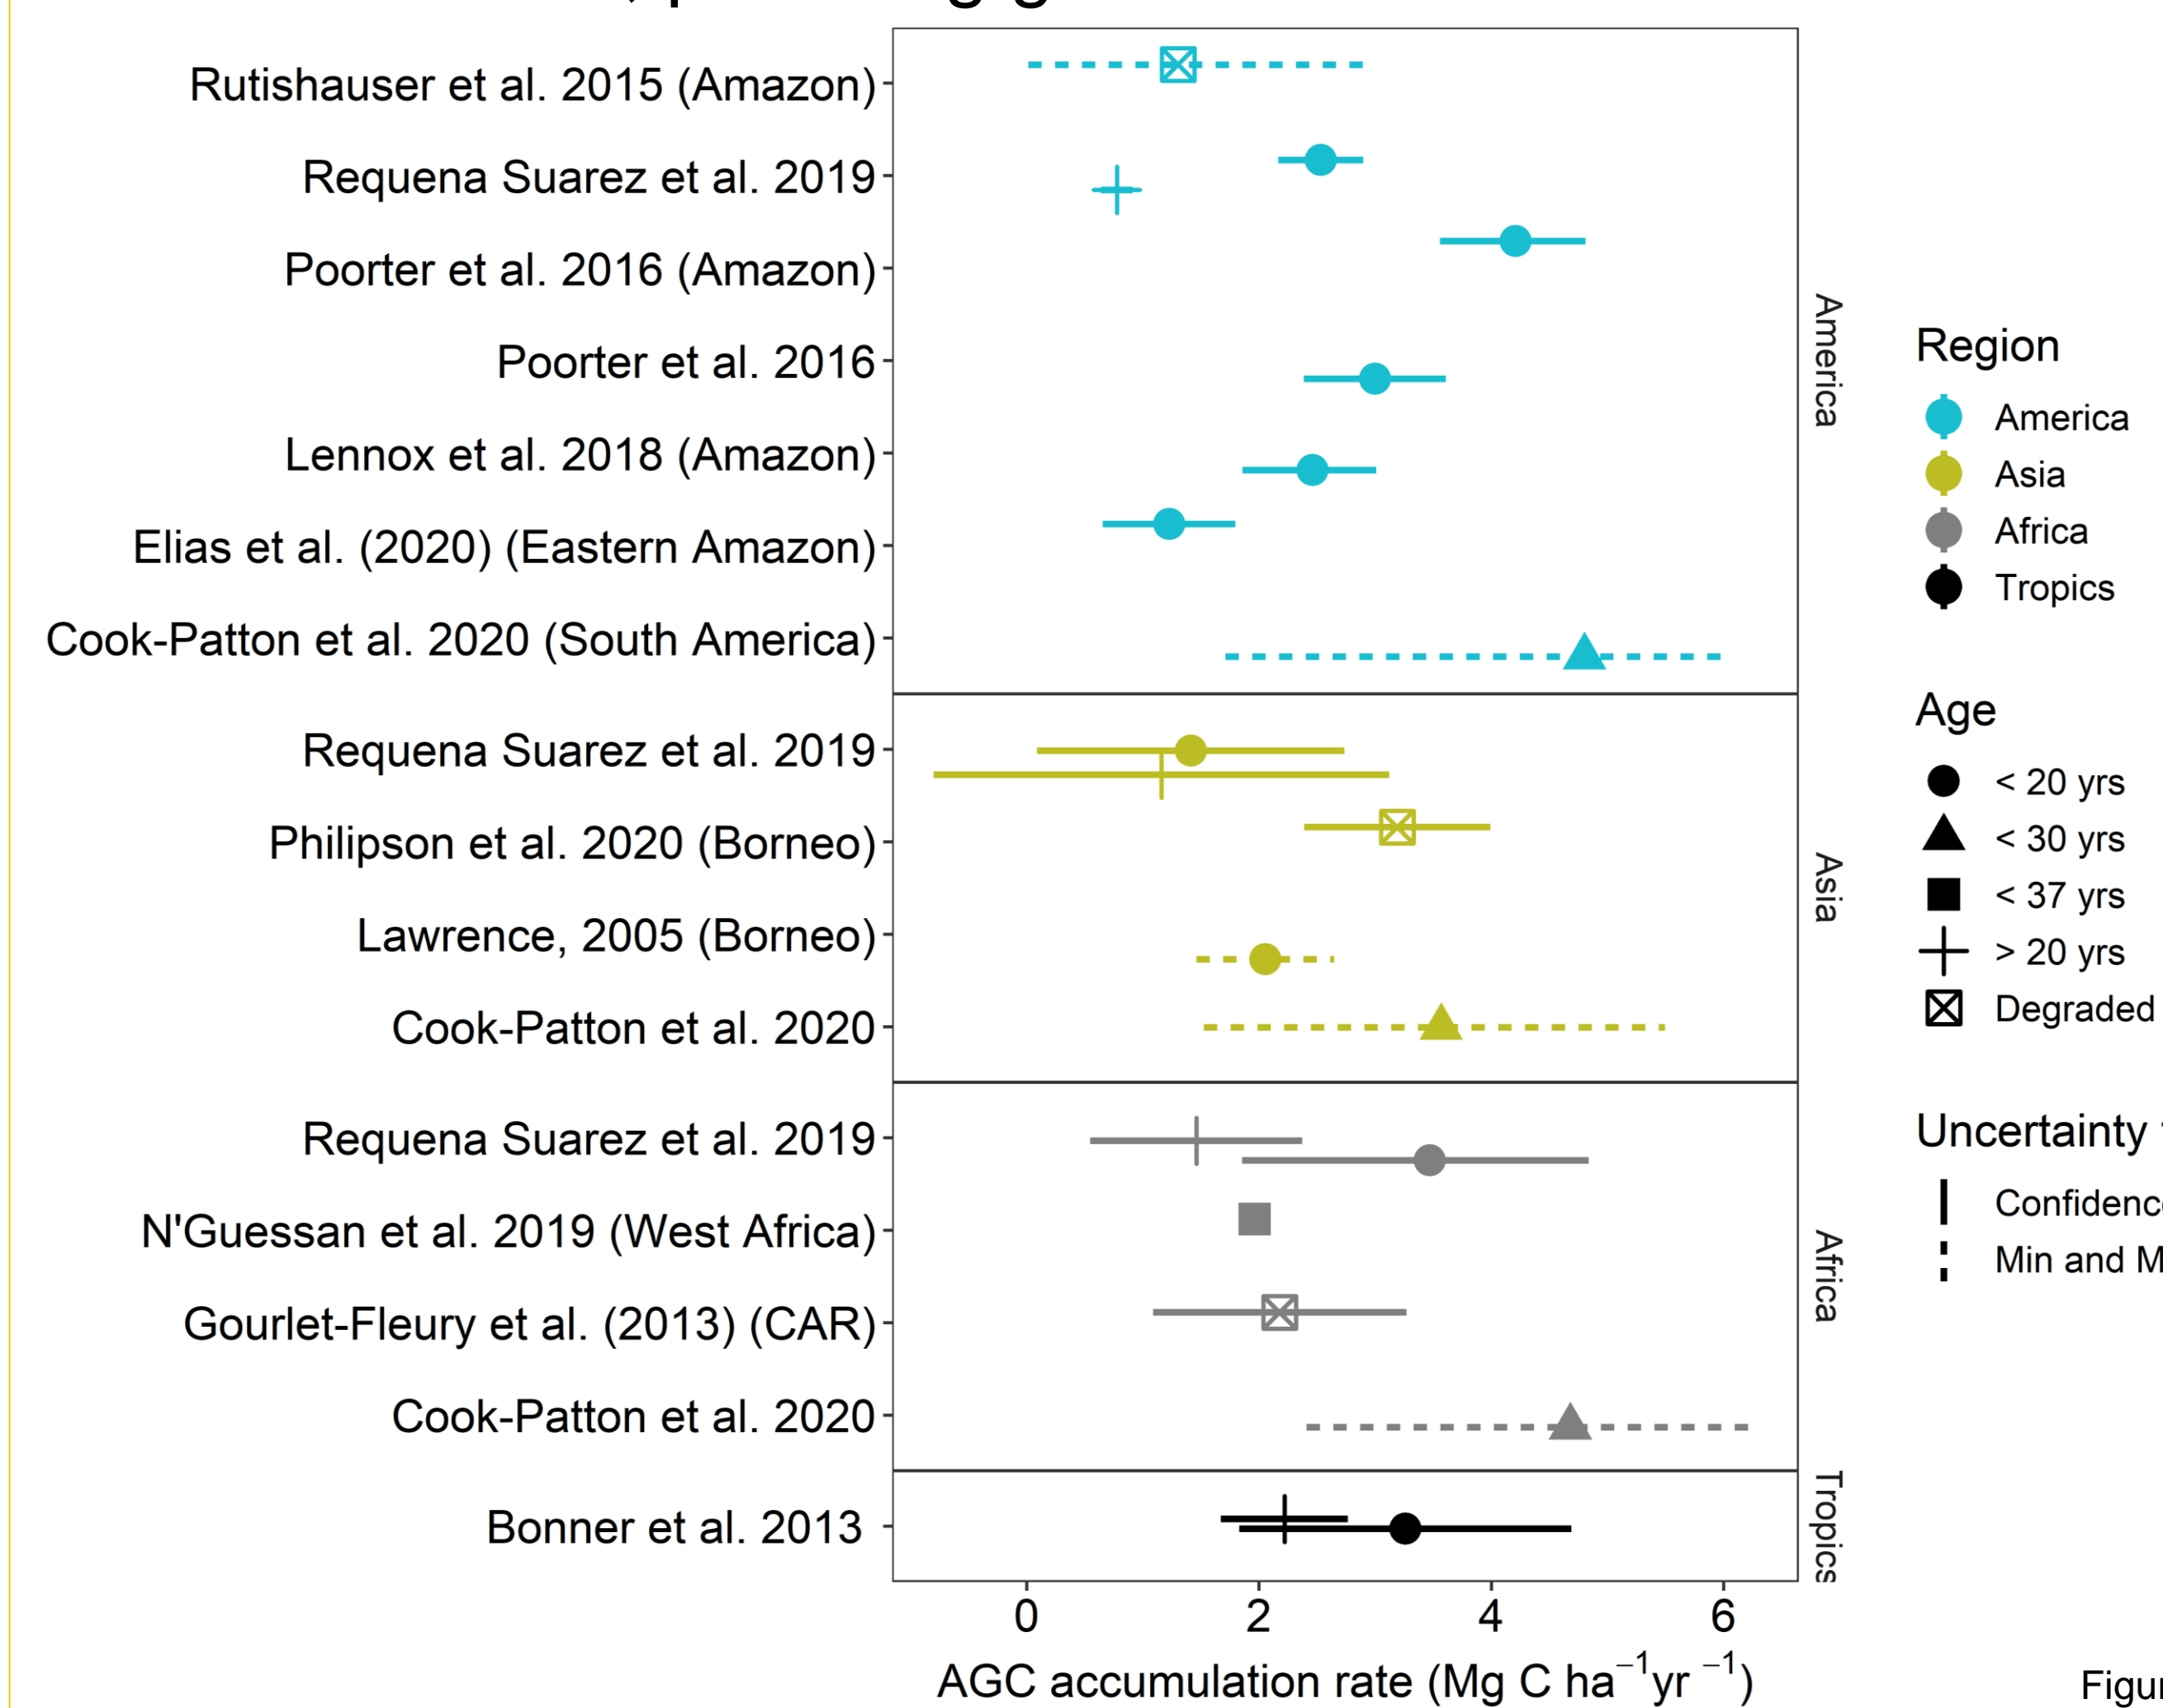 Rutishauser et al. 2015 (Amazon)
Requena Suarez et al. 2019
Poorter et al. 2016 (Amazon)
Poorter et al. 2016
Lennox et al. 2018 (Amazon)
Elias et al. (2020) (Eastern Amazon)
Cook-Patton et al. 2020 (South America)
America
Requena Suarez et al. 2019
Philipson et al. 2020 (Borneo)
Lawrence, 2005 (Borneo)
Cook-Patton et al. 2020
Asia
Requena Suarez et al. 2019
N'Guessan et al. 2019 (West Africa)
Gourlet-Fleury et al. (2013) (CAR)
Cook-Patton et al. 2020
Africa
Bonner et al. 2013
Tropics
0 2 4 6
AGC accumulation rate (Mg C ha⁻¹yr ⁻¹)
Region
America
Asia
Africa
Tropics
Age
< 20 yrs
< 30 yrs
< 37 yrs
> 20 yrs
Degraded
Uncertainty
Confidence
Min and